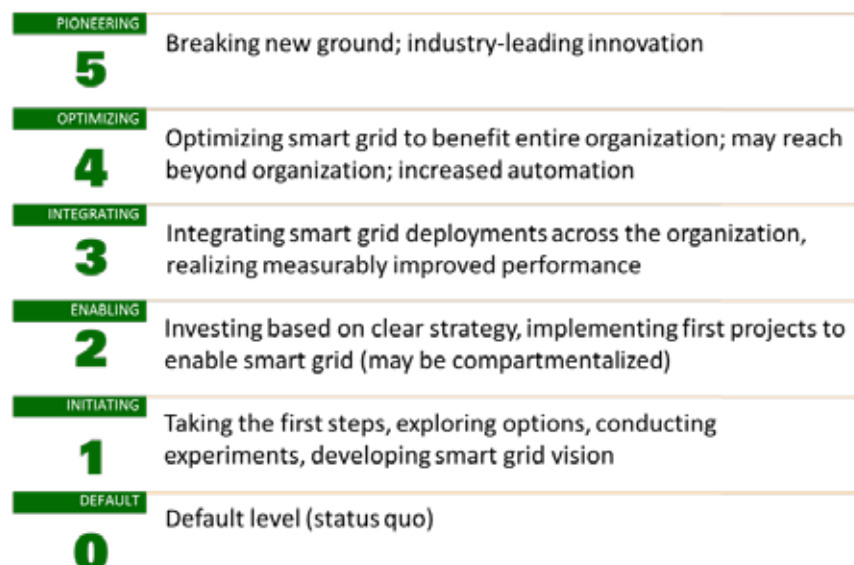 PIONEERING
5
Breaking new ground; industry-leading innovation
OPTIMIZING
4
Optimizing smart grid to benefit entire organization; may reach
beyond organization; increased automation
INTEGRATING
3
Integrating smart grid deployments across the organization,
realizing measurably improved performance
ENABLING
2
Investing based on clear strategy, implementing first projects to
enable smart grid (may be compartmentalized)
INITIATING
1
Taking the first steps, exploring options, conducting
experiments, developing smart grid vision
DEFAULT
0
Default level (status quo)